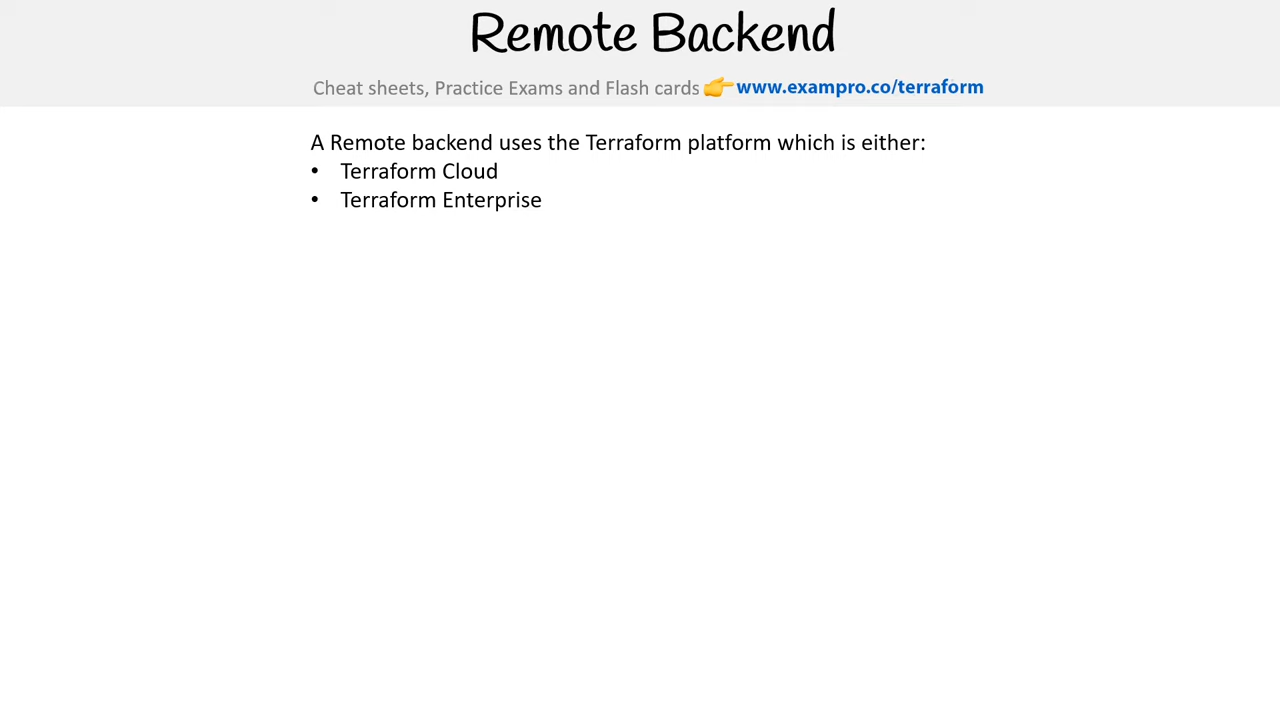 Remote Backend
Cheat sheets, Practice Exams and Flash cards 👉 www.exampro.co/terraform
A Remote backend uses the Terraform platform which is either:
• Terraform Cloud
• Terraform Enterprise